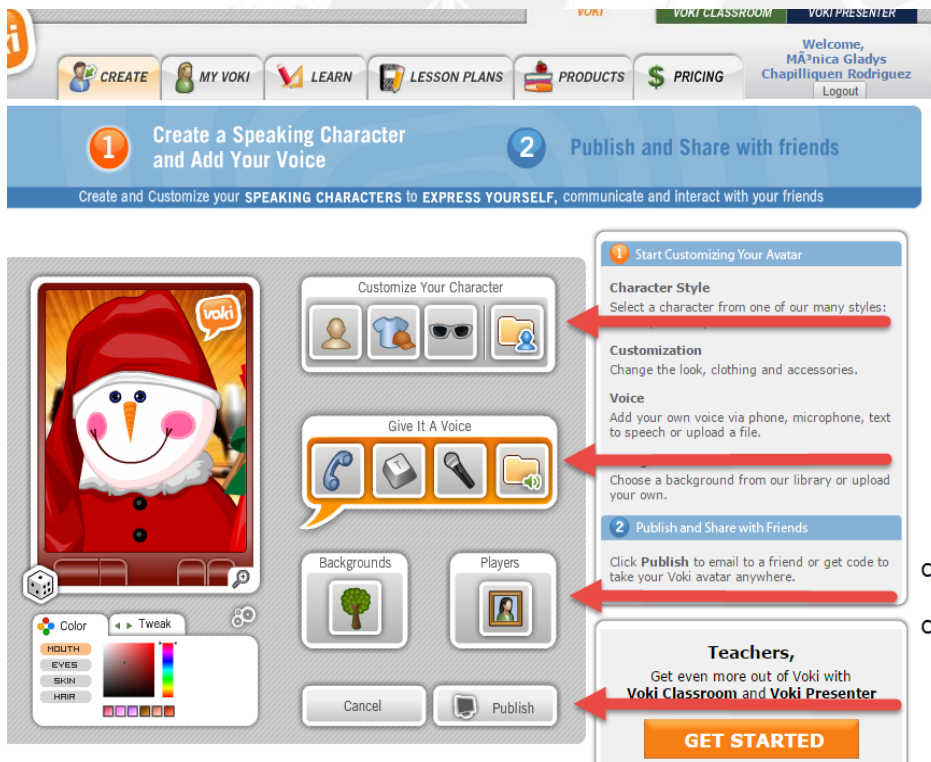 VOKI VOKI CLASSROOM VOKI PRESENTER
Welcome,
MÃ³nica Gladys
Chapilliquen Rodriguez
Logout
CREATE MY VOKI LEARN LESSON PLANS PRODUCTS PRICING
1 Create a Speaking Character
and Add Your Voice
2 Publish and Share with friends
Create and Customize your SPEAKING CHARACTERS to EXPRESS YOURSELF, communicate and interact with your friends
voki
Customize Your Character
Give It A Voice
T
Backgrounds
Players
Color
Tweak
MOUTH
EYES
SKIN
HAIR
Cancel
Publish
1 Start Customizing Your Avatar
Character Style
Select a character from one of our many styles:
Customization
Change the look, clothing and accessories.
Voice
Add your own voice via phone, microphone, text
to speech or upload a file.
Choose a background from our library or upload
your own.
2 Publish and Share with Friends
Click Publish to email to a friend or get code to
take your Voki avatar anywhere.
Teachers,
Get even more out of Voki with
Voki Classroom and Voki Presenter
GET STARTED